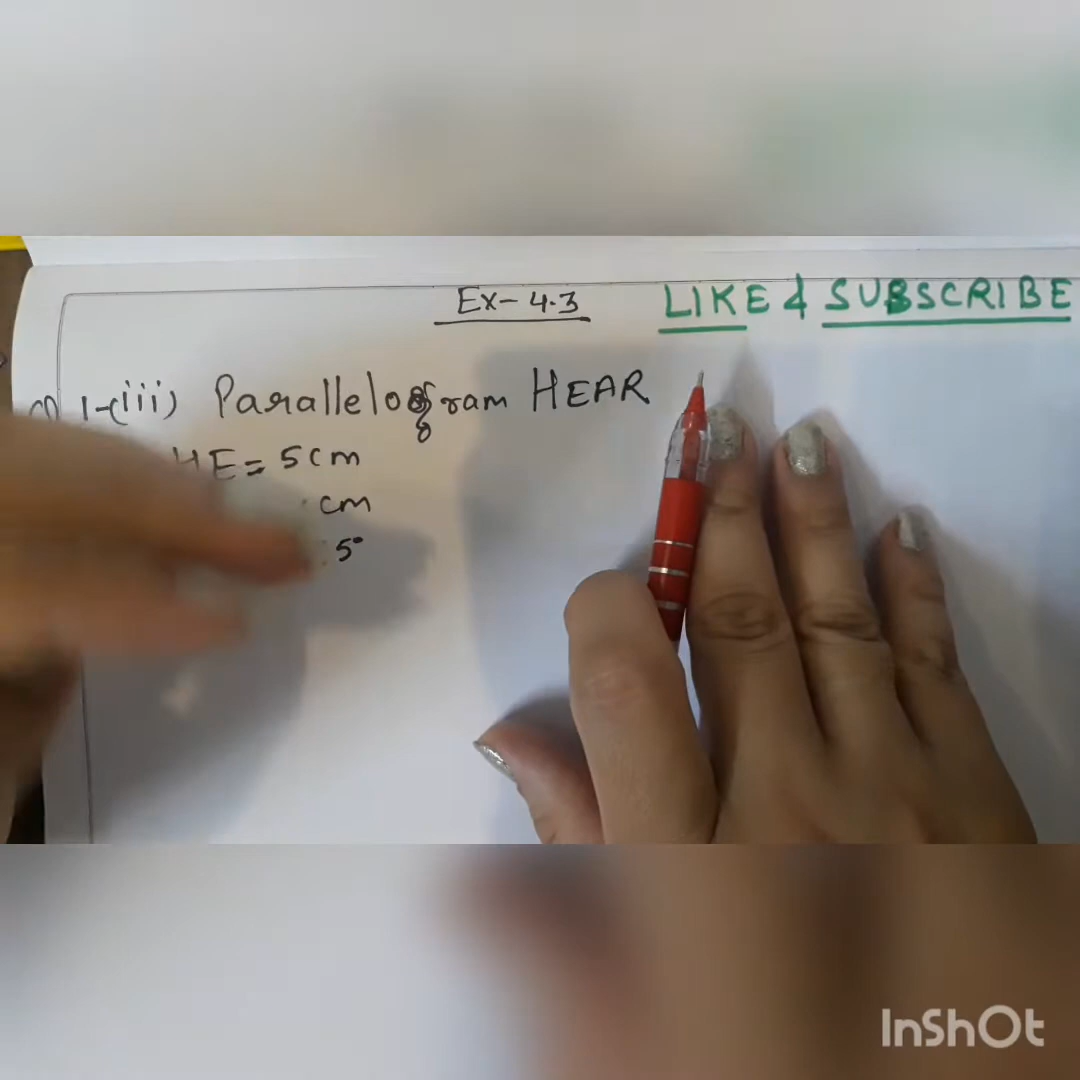 Ex- 4.3
LIKE & SUBSCRIBE
Q 1-(iii) Parallelogram HEAR
HE = 5cm
cm
5°
InShOt